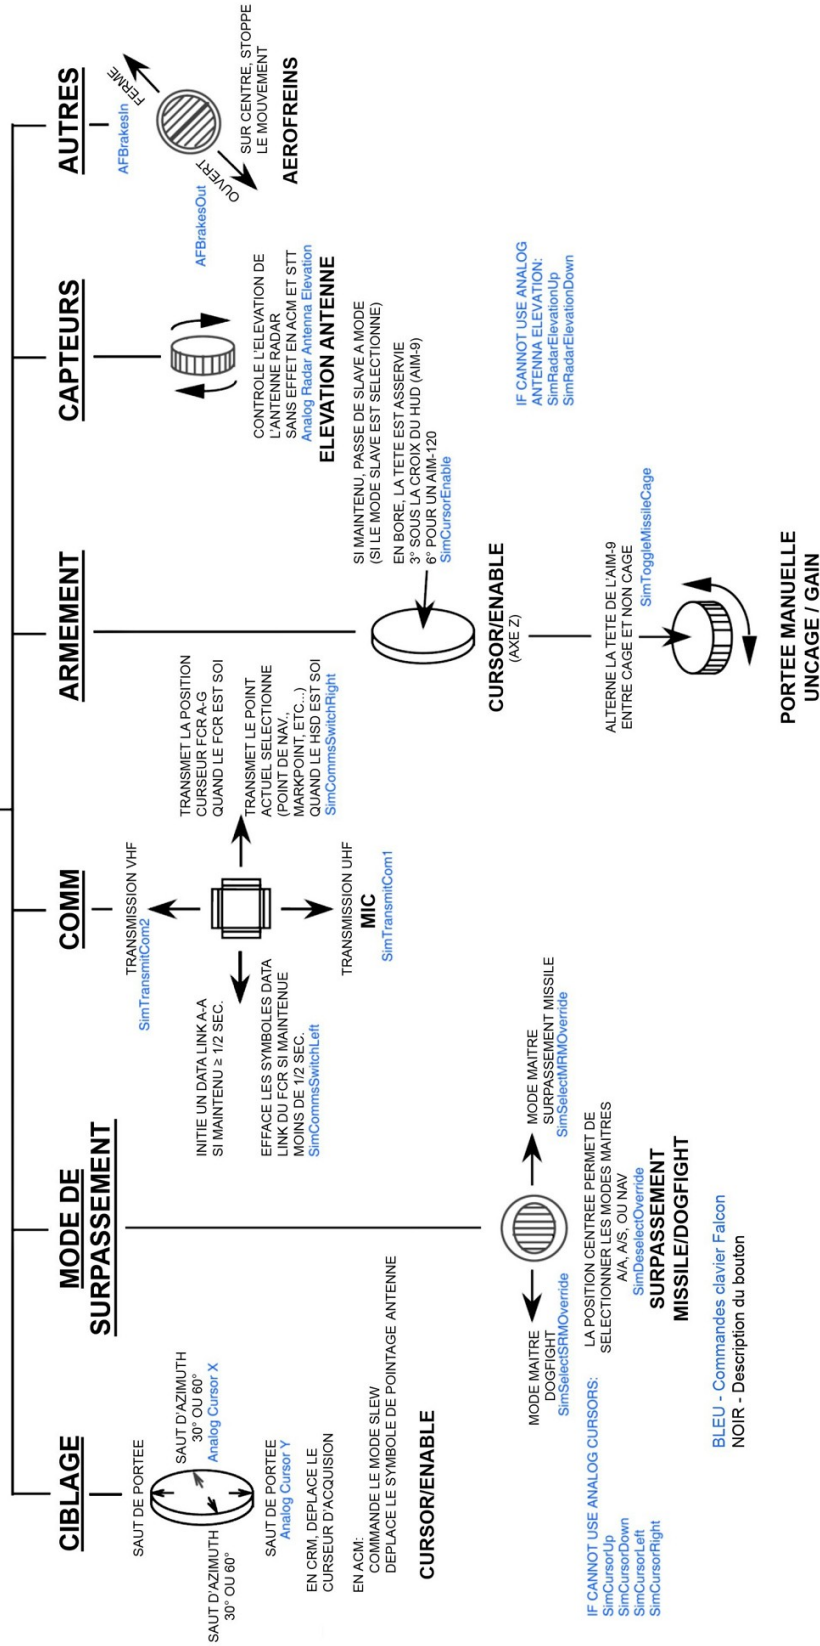 CIBLAGE
SAUT DE PORTEE
SAUT D'AZIMUTH
30° OU 60°
Analog Cursor X
SAUT D'AZIMUTH
30° OU 60°
SAUT DE PORTEE
Analog Cursor Y
EN CRM, DEPLACE LE
CURSEUR D'ACQUISION
EN ACM:
COMMANDE LE MODE SLEW
DEPLACE LE SYMBOLE DE POINTAGE ANTENNE
CURSOR/ENABLE
IF CANNOT USE ANALOG CURSORS:
SimCursorUp
SimCursorDown
SimCursorLeft
SimCursorRight
MODE DE
SURPASSEMENT
MODE MAITRE
DOGFIGHT
SimSelectSRMOverride
MODE MAITRE
SURPASSEMENT MISSILE
SimSelectMRMOverride
LA POSITION CENTREE PERMET DE
SELECTIONNER LES MODES MAITRES
A/A, A/S, OU NAV
SimDeselectOverride
SURPASSEMENT
MISSILE/DOGFIGHT
BLEU - Commandes clavier Falcon
NOIR - Description du bouton
COMM
TRANSMISSION VHF
SimTransmitCom2
INITIE UN DATA LINK A-A
SI MAINTENU ≥ 1/2 SEC.
EFFACE LES SYMBOLES DATA
LINK DU FCR SI MAINTENUE
MOINS DE 1/2 SEC.
SimCommsSwitchLeft
TRANSMET LA POSITION
CURSEUR FCR A-G
QUAND LE FCR EST SOI
TRANSMET LE POINT
ACTUEL SELECTIONNE
(POINT DE NAV.,
MARKPOINT, ETC...)
QUAND LE HSD EST SOI
SimCommsSwitchRight
TRANSMISSION UHF
MIC
SimTransmitCom1
ARMEMENT
SI MAINTENU, PASSE DE SLAVE A MODE
(SI LE MODE SLAVE EST SELECTIONNE)
EN BORE, LA TETE EST ASSERVIE
3° SOUS LA CROIX DU HUD (AIM-9)
6° POUR UN AIM-120
SimCursorEnable
CURSOR/ENABLE
(AXE Z)
ALTERNE LA TETE DE L'AIM-9
ENTRE CAGE ET NON CAGE
SimToggleMissileCage
PORTEE MANUELLE
UNCAGE / GAIN
CAPTEURS
CONTROLE L'ELEVATION DE
L'ANTENNE RADAR
SANS EFFET EN ACM ET STT
Analog Radar Antenna Elevation
ELEVATION ANTENNE
IF CANNOT USE ANALOG
ANTENNA ELEVATION:
SimRadarElevationUp
SimRadarElevationDown
AUTRES
AFBrakesIn
FERME
OUVERT
AFBrakesOut
SUR CENTRE, STOPPE
LE MOUVEMENT
AEROFREINS